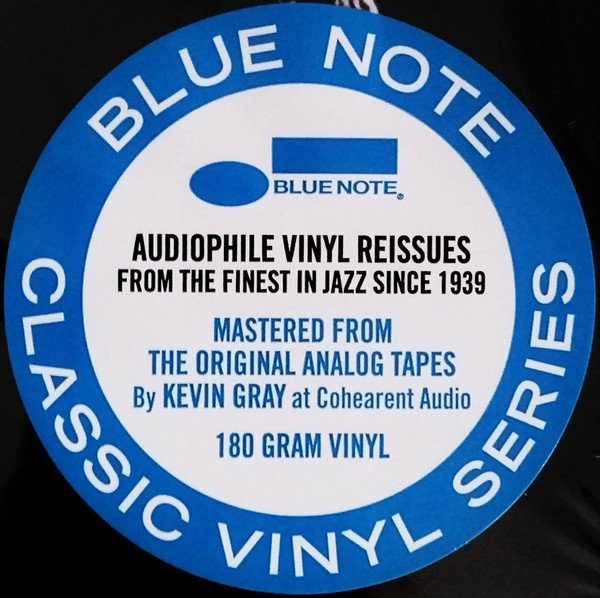 BLUE NOTE
BLUE NOTE®
AUDIOPHILE VINYL REISSUES
FROM THE FINEST IN JAZZ SINCE 1939
MASTERED FROM
THE ORIGINAL ANALOG TAPES
By KEVIN GRAY at Cohearent Audio
180 GRAM VINYL
CLASSIC VINYL SERIES